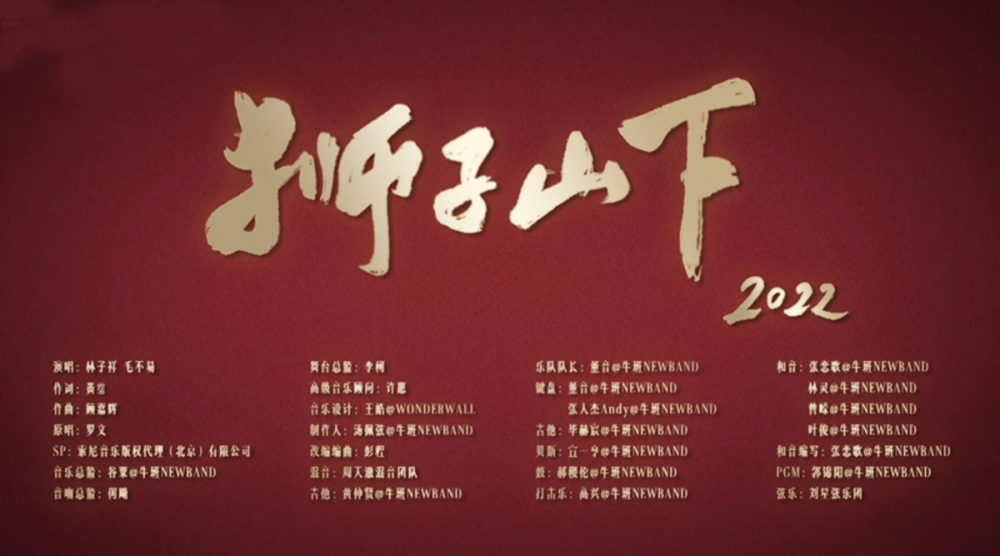 狮子山下
2022
演唱：林子祥 毛不易
作词：黄霑
作曲：顾嘉辉
原唱：罗文
SP：索尼音乐版权代理（北京）有限公司
音乐总监：谷粟@牛班NEWBAND
音响总监：何飚
舞台总监：李珂
高级音乐顾问：许愿
音乐设计：王皓@WONDERWALL
制作人：汤佩弦@牛班NEWBAND
改编编曲：彭程
混音：周天澈混音团队
吉他：黄仲贤@牛班NEWBAND
乐队队长：董音@牛班NEWBAND
键盘：董音@牛班NEWBAND
张人杰Andy@牛班NEWBAND
吉他：毕赫宸@牛班NEWBAND
贝斯：宣一亨@牛班NEWBAND
鼓：郝稷伦@牛班NEWBAND
打击乐：高兴@牛班NEWBAND
和音：张恋歌@牛班NEWBAND
林灵@牛班NEWBAND
曾嵘@牛班NEWBAND
叶俊@牛班NEWBAND
和音编写：张恋歌@牛班NEWBAND
PGM：郭锦阳@牛班NEWBAND
弦乐：刘星弦乐团